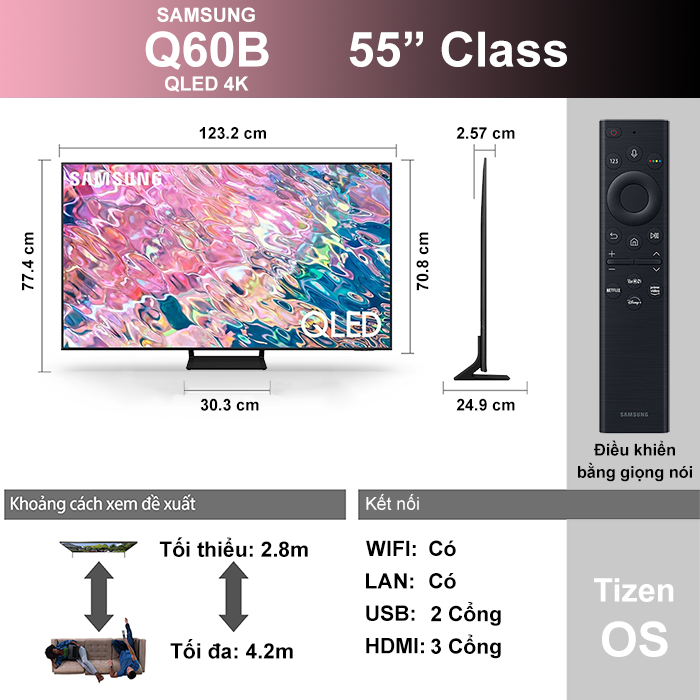 SAMSUNG
Q60B
QLED 4K
55” Class
123.2 cm
2.57 cm
77.4 cm
SAMSUNG
QLED
70.8 cm
30.3 cm
24.9 cm
123
NETFLIX
prime video
Disney+
SAMSUNG
Điều khiển
bằng giọng nói
Khoảng cách xem đề xuất
Kết nối
Tối thiểu: 2.8m
Tối đa: 4.2m
WIFI: Có
LAN: Có
USB: 2 Cổng
HDMI: 3 Cổng
Tizen
OS